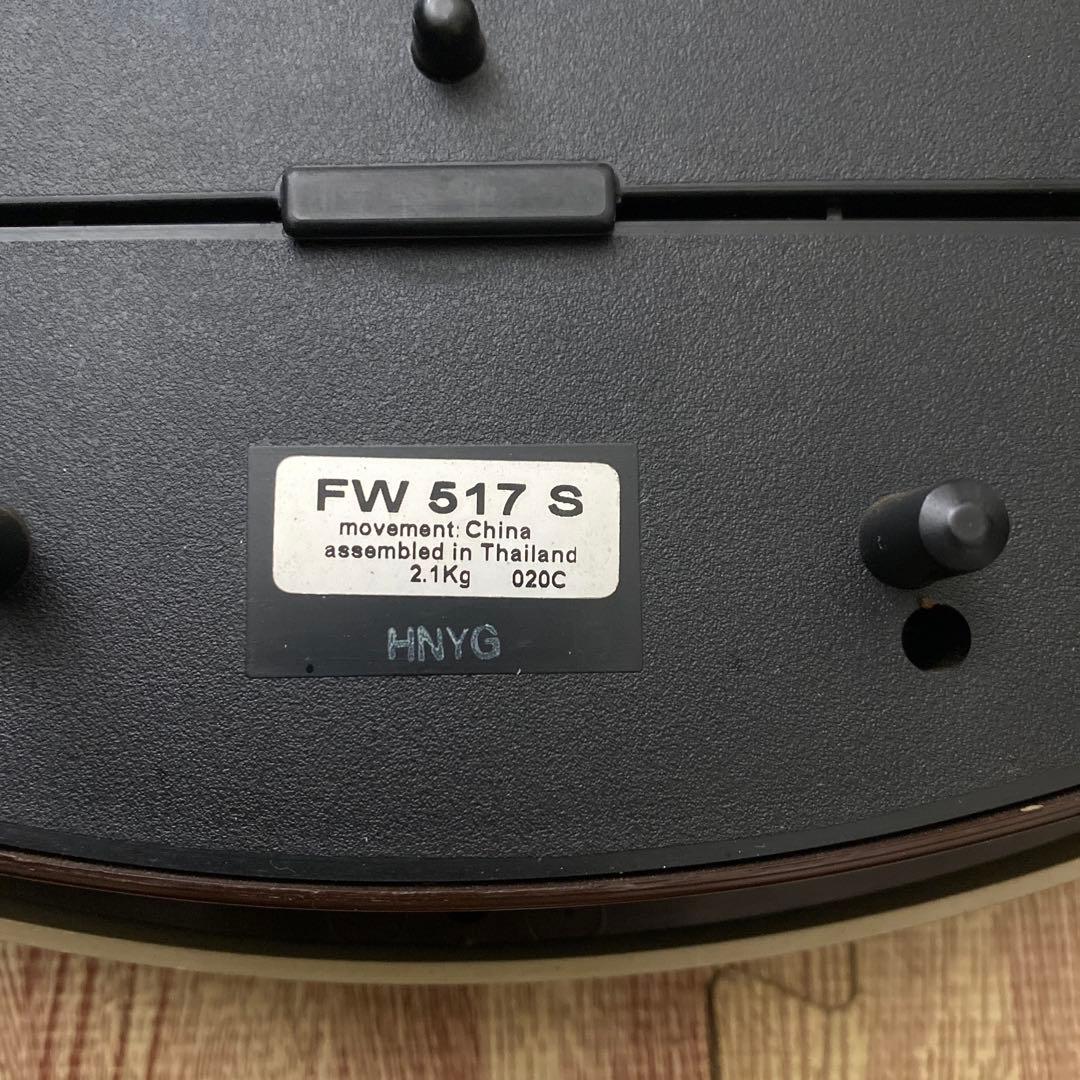 FW 517 S
movement: China
assembled in Thailand
2.1Kg 020C
HNYG